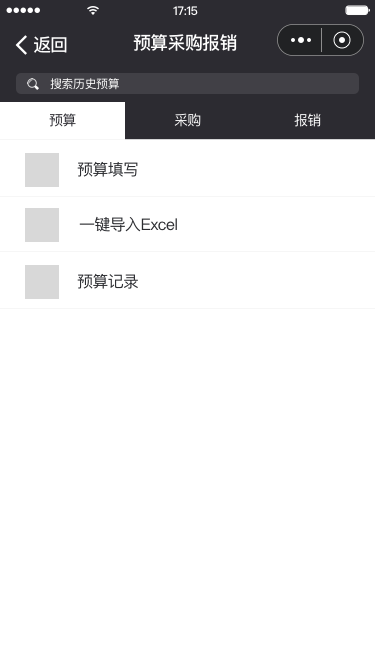 17:15
返回
预算采购报销
搜索历史预算
预算 采购 报销
预算填写
一键导入Excel
预算记录